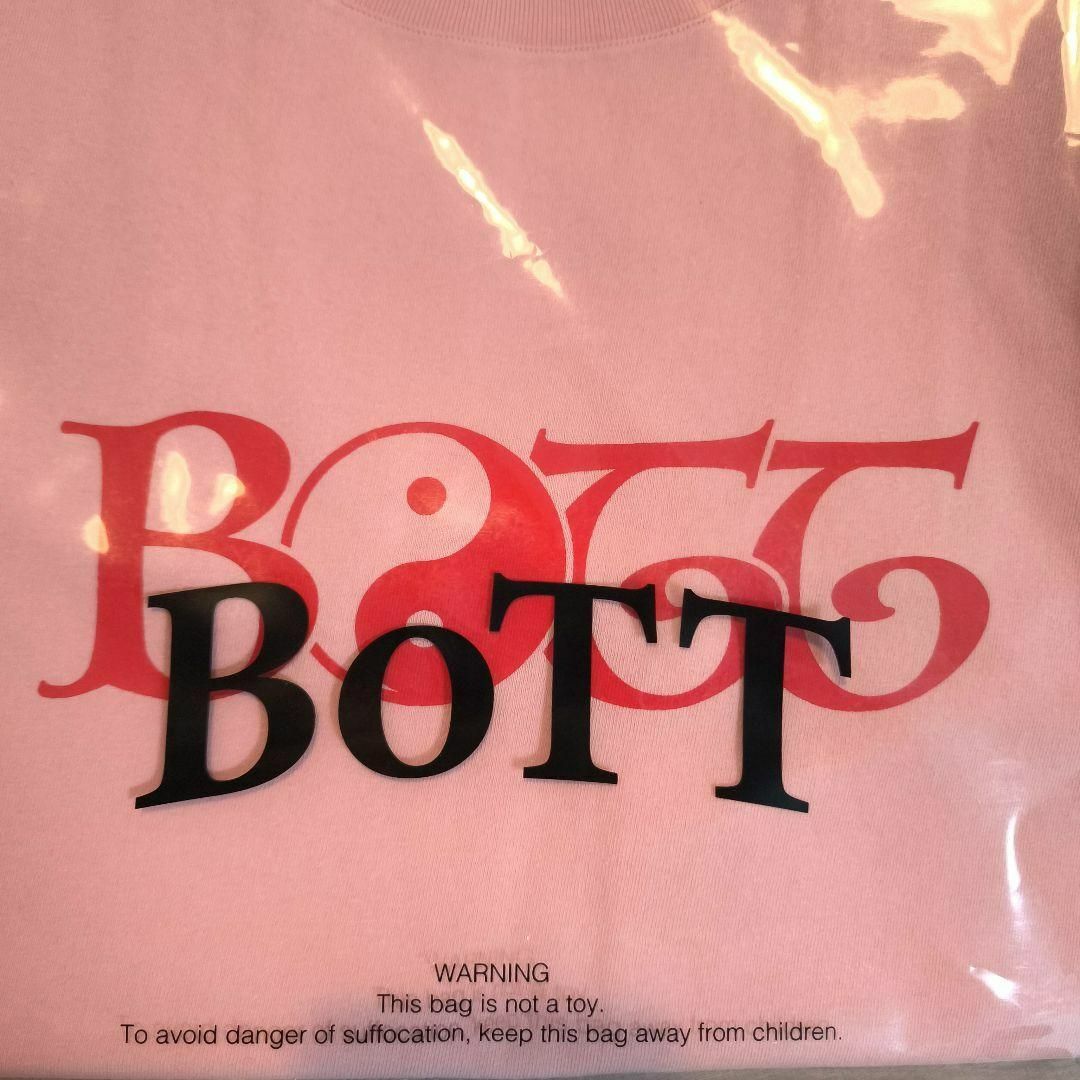 BOTT
BoTT
WARNING
This bag is not a toy.
To avoid danger of suffocation, keep this bag away from children.